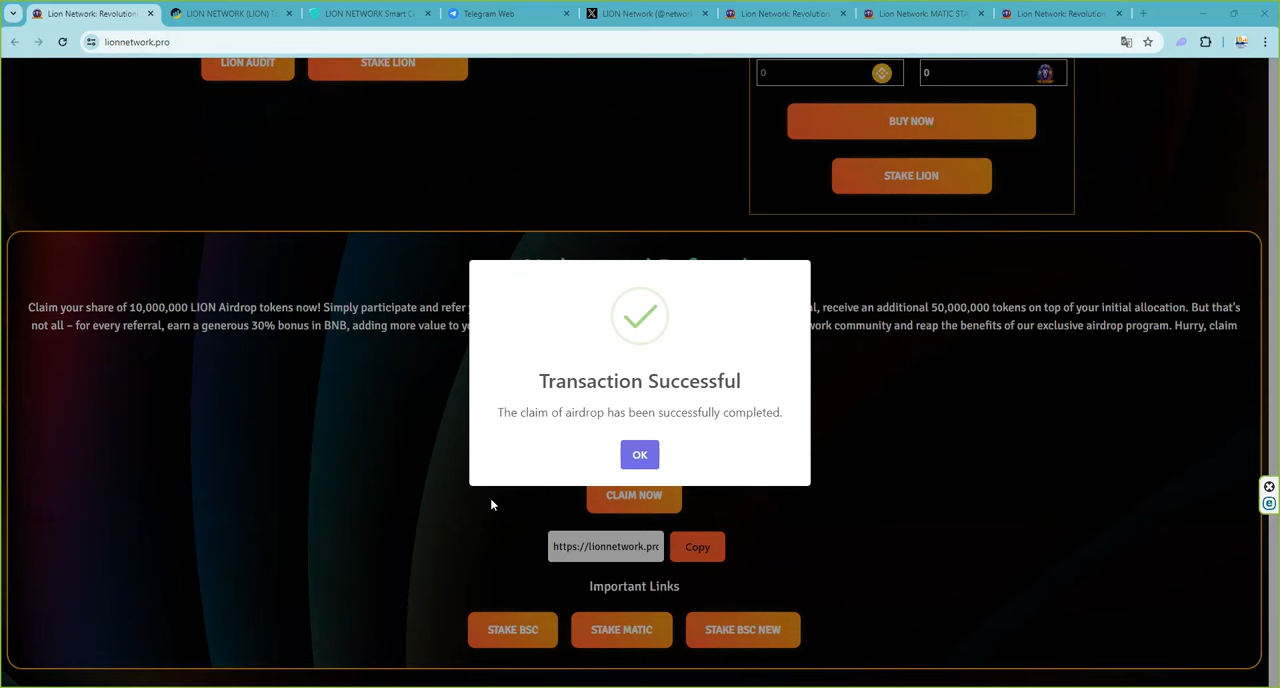 Lion Network: Revolution
LION NETWORK (LION) T
LION NETWORK Smart C
Telegram Web
LION Network (@networ
Lion Network: Revolution
Lion Network: MATIC STA
Lion Network: Revolution
lionnetwork.pro
LION AUDIT
STAKE LION
0
0
BUY NOW
STAKE LION
Claim your share of 10,000,000 LION Airdrop tokens now! Simply participate and refer
al, receive an additional 50,000,000 tokens on top of your initial allocation. But that's
not all – for every referral, earn a generous 30% bonus in BNB, adding more value to yo
work community and reap the benefits of our exclusive airdrop program. Hurry, claim
Transaction Successful
The claim of airdrop has been successfully completed.
OK
CLAIM NOW
https://lionnetwork.pro
Copy
Important Links
STAKE BSC
STAKE MATIC
STAKE BSC NEW